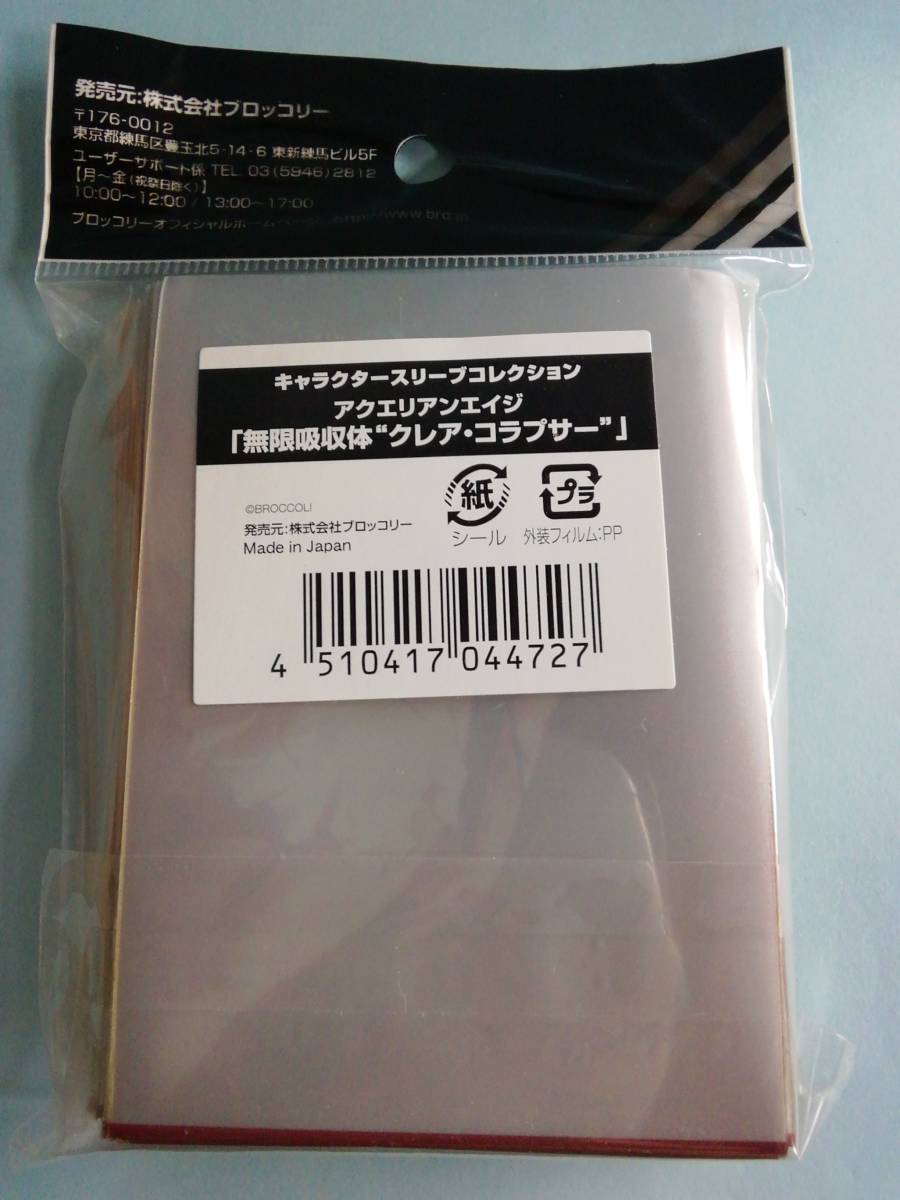 発売元:株式会社ブロッコリー
〒176-0012
東京都練馬区豊玉北5-14-6 東新練馬ビル5F
ユーザーサポート係 TEL. 03(5946)2812
【月～金(祝祭日除く)】
10:00～12:00 / 13:00～17:00
ブロッコリーオフィシャルホームページ http://www.bro
キャラクタースリーブコレクション
アクエリアンエイジ
「無限吸収体“クレア・コラプサー”」
©BROCCOLI
発売元:株式会社ブロッコリー
Made in Japan
紙
シール
プラ
外装フィルム:PP
4 510417 044727